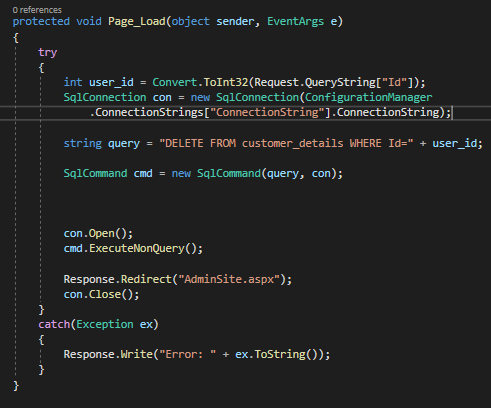 0 references
protected void Page_Load(object sender, EventArgs e)
{
try
{
int user_id = Convert.ToInt32(Request.QueryString["Id"]);
SqlConnection con = new SqlConnection(ConfigurationManager
.ConnectionStrings["ConnectionString"].ConnectionString);
string query = "DELETE FROM customer_details WHERE Id=" + user_id;
SqlCommand cmd = new SqlCommand(query, con);
con.Open();
cmd.ExecuteNonQuery();
Response.Redirect("AdminSite.aspx");
con.Close();
}
catch(Exception ex)
{
Response.Write("Error: " + ex.ToString());
}
}